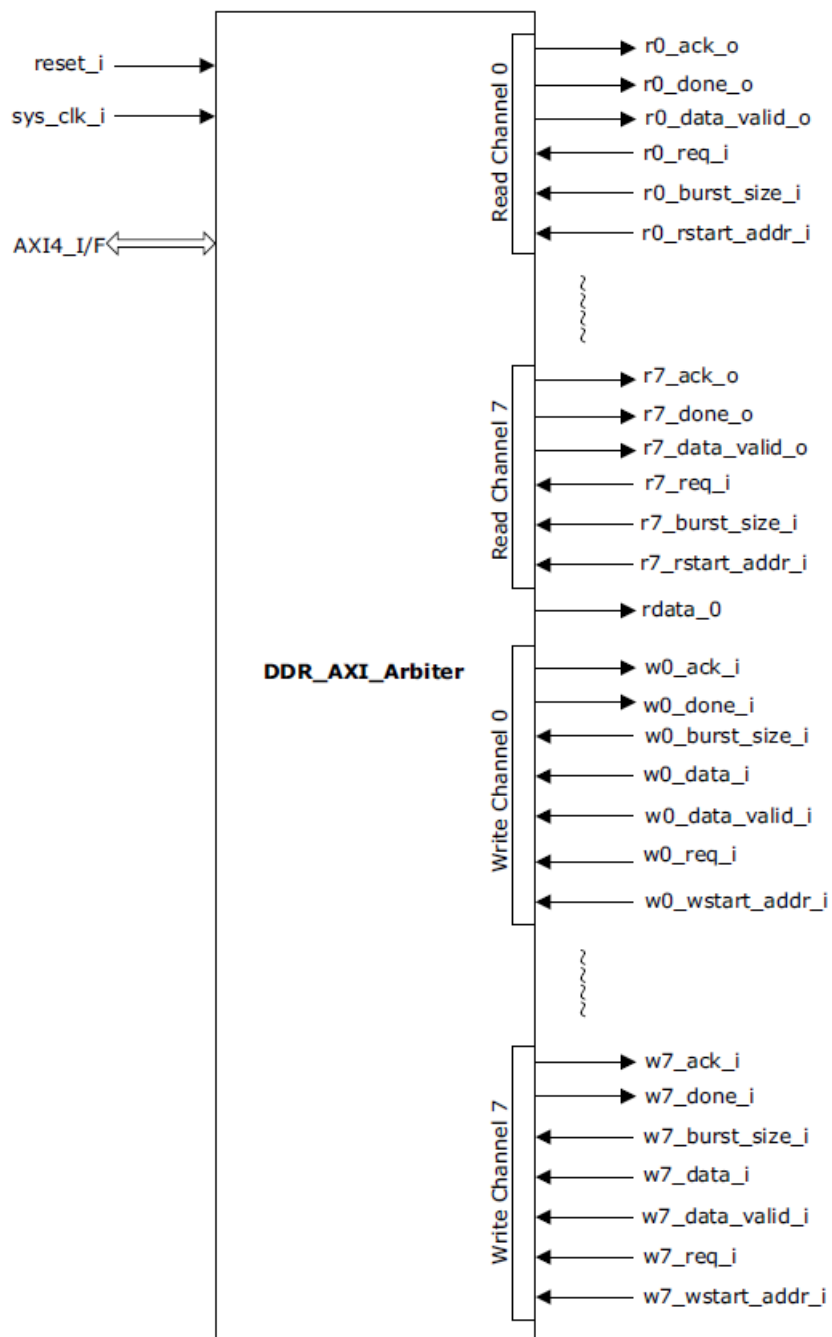 reset_i
sys_clk_i
AXI4_I/F
DDR_AXI_Arbiter
Read Channel 0
r0_ack_o
r0_done_o
r0_data_valid_o
r0_req_i
r0_burst_size_i
r0_rstart_addr_i
Read Channel 7
r7_ack_o
r7_done_o
r7_data_valid_o
r7_req_i
r7_burst_size_i
r7_rstart_addr_i
rdata_0
Write Channel 0
w0_ack_i
w0_done_i
w0_burst_size_i
w0_data_i
w0_data_valid_i
w0_req_i
w0_wstart_addr_i
Write Channel 7
w7_ack_i
w7_done_i
w7_burst_size_i
w7_data_i
w7_data_valid_i
w7_req_i
w7_wstart_addr_i